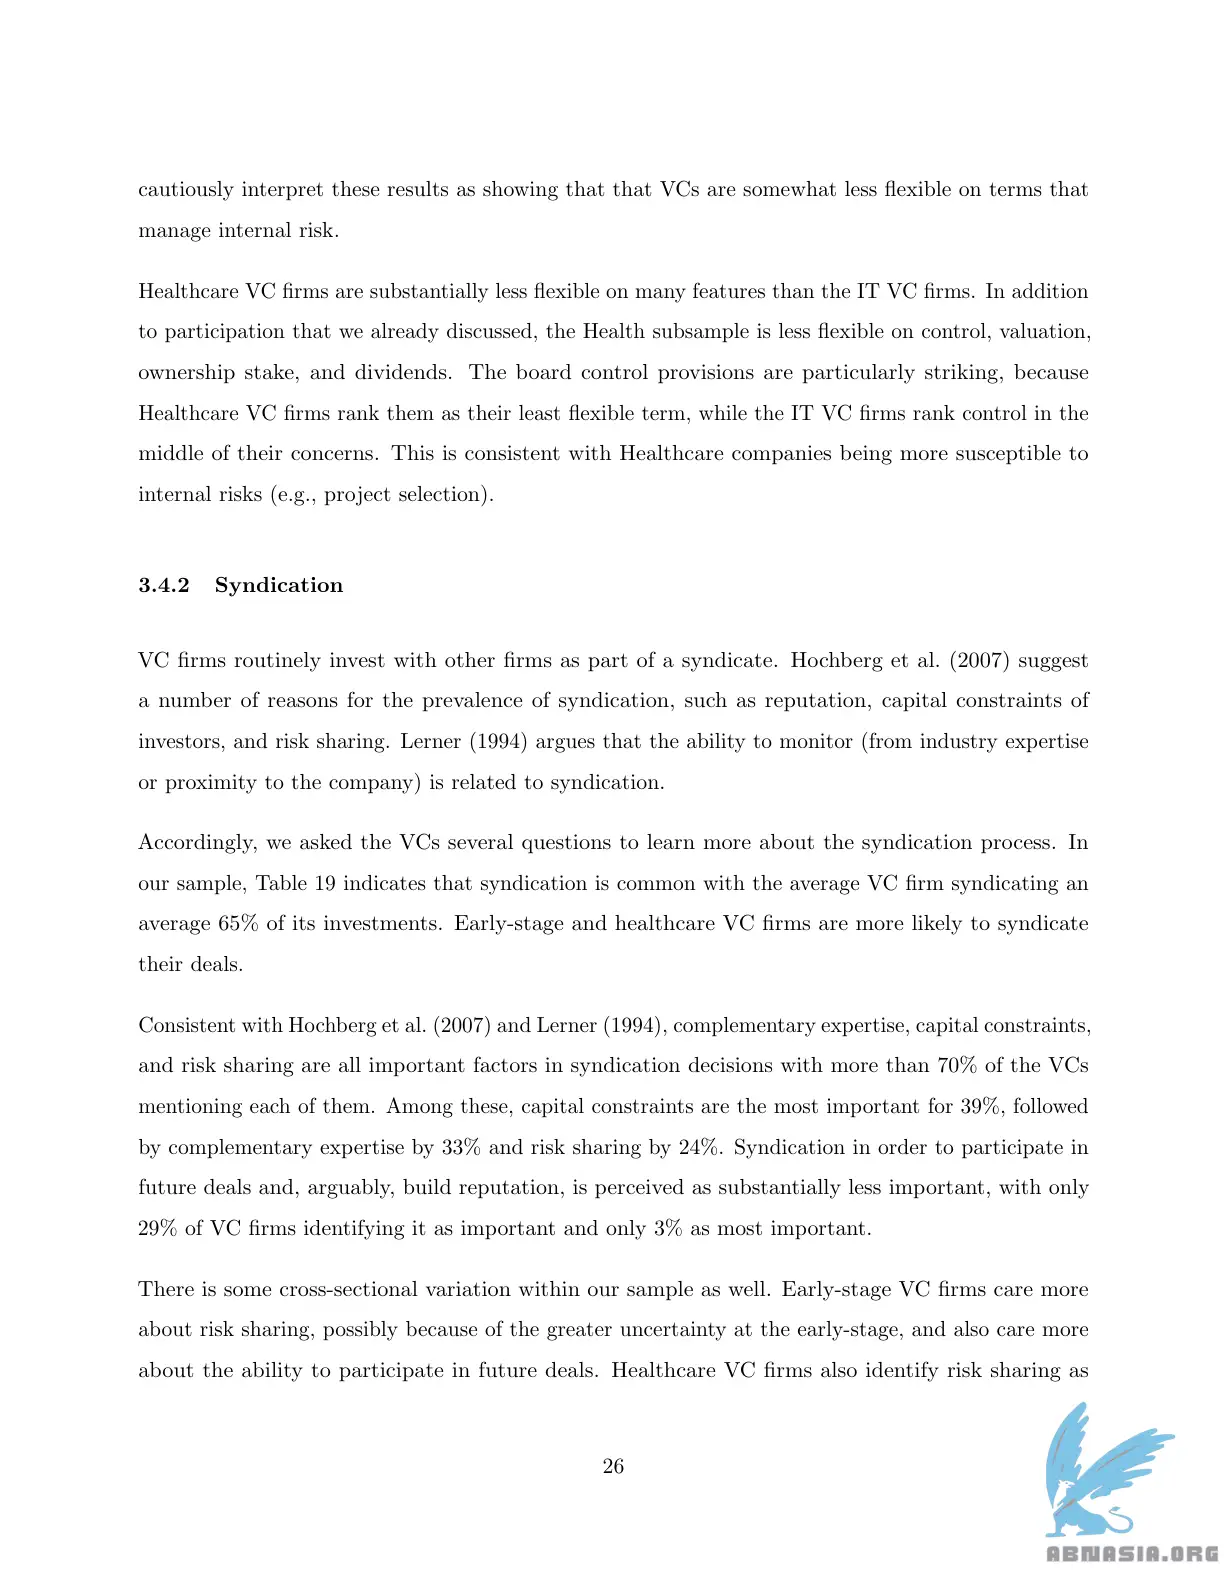 cautiously interpret these results as showing that that VCs are somewhat less flexible on terms that
manage internal risk.
Healthcare VC firms are substantially less flexible on many features than the IT VC firms. In addition
to participation that we already discussed, the Health subsample is less flexible on control, valuation,
ownership stake, and dividends. The board control provisions are particularly striking, because
Healthcare VC firms rank them as their least flexible term, while the IT VC firms rank control in the
middle of their concerns. This is consistent with Healthcare companies being more susceptible to
internal risks (e.g., project selection).
3.4.2 Syndication
VC firms routinely invest with other firms as part of a syndicate. Hochberg et al. (2007) suggest
a number of reasons for the prevalence of syndication, such as reputation, capital constraints of
investors, and risk sharing. Lerner (1994) argues that the ability to monitor (from industry expertise
or proximity to the company) is related to syndication.
Accordingly, we asked the VCs several questions to learn more about the syndication process. In
our sample, Table 19 indicates that syndication is common with the average VC firm syndicating an
average 65% of its investments. Early-stage and healthcare VC firms are more likely to syndicate
their deals.
Consistent with Hochberg et al. (2007) and Lerner (1994), complementary expertise, capital constraints,
and risk sharing are all important factors in syndication decisions with more than 70% of the VCs
mentioning each of them. Among these, capital constraints are the most important for 39%, followed
by complementary expertise by 33% and risk sharing by 24%. Syndication in order to participate in
future deals and, arguably, build reputation, is perceived as substantially less important, with only
29% of VC firms identifying it as important and only 3% as most important.
There is some cross-sectional variation within our sample as well. Early-stage VC firms care more
about risk sharing, possibly because of the greater uncertainty at the early-stage, and also care more
about the ability to participate in future deals. Healthcare VC firms also identify risk sharing as
26
ABNASIA.ORG